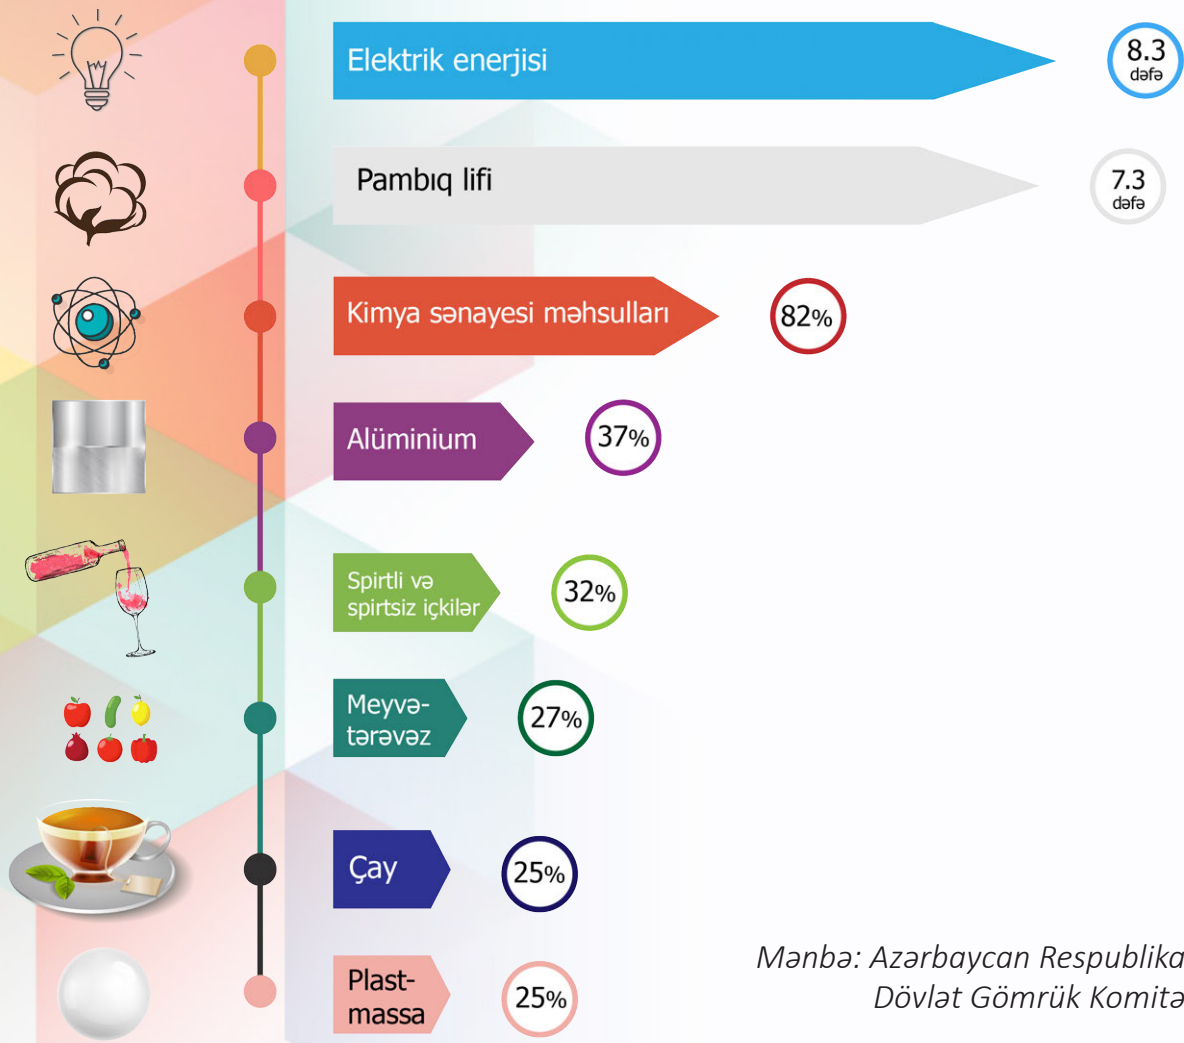 Elektrik enerjisi
8.3
dəfə
Pambıq lifi
7.3
dəfə
Kimya sənayesi məhsulları
82%
Alüminium
37%
Spirtli və
spirtsiz içkilər
32%
Meyvə-
tərəvəz
27%
Çay
25%
Plast-
massa
25%
Mənbə: Azərbaycan Respublika
Dövlət Gömrük Komitə